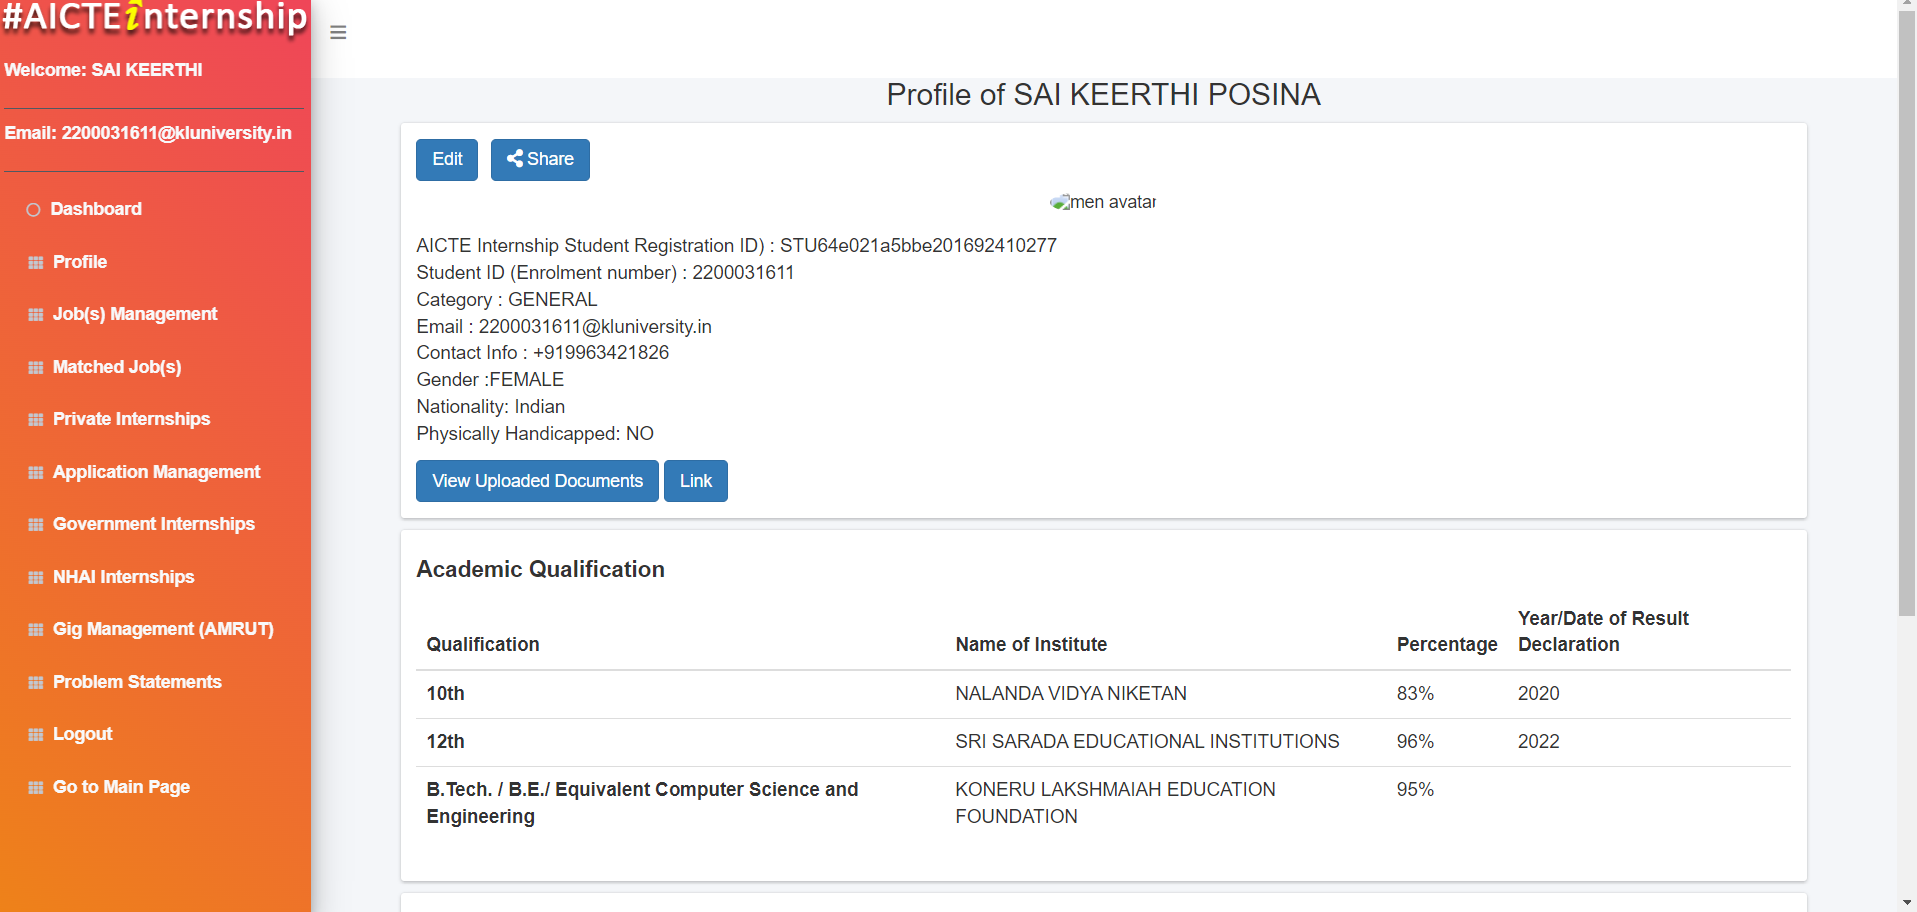 #AICTEinternship
Welcome: SAI KEERTHI
Email: 2200031611@kluniversity.in
Dashboard
Profile
Job(s) Management
Matched Job(s)
Private Internships
Application Management
Government Internships
NHAI Internships
Gig Management (AMRUT)
Problem Statements
Logout
Go to Main Page
Profile of SAI KEERTHI POSINA
Edit
Share
men avatar
AICTE Internship Student Registration ID) : STU64e021a5bbe201692410277
Student ID (Enrolment number) : 2200031611
Category : GENERAL
Email : 2200031611@kluniversity.in
Contact Info : +919963421826
Gender :FEMALE
Nationality: Indian
Physically Handicapped: NO
View Uploaded Documents
Link
Academic Qualification
Qualification Name of Institute Percentage Year/Date of Result
Declaration
10th NALANDA VIDYA NIKETAN 83% 2020
12th SRI SARADA EDUCATIONAL INSTITUTIONS 96% 2022
B.Tech. / B.E./ Equivalent Computer Science and KONERU LAKSHMAIAH EDUCATION 95%
Engineering FOUNDATION